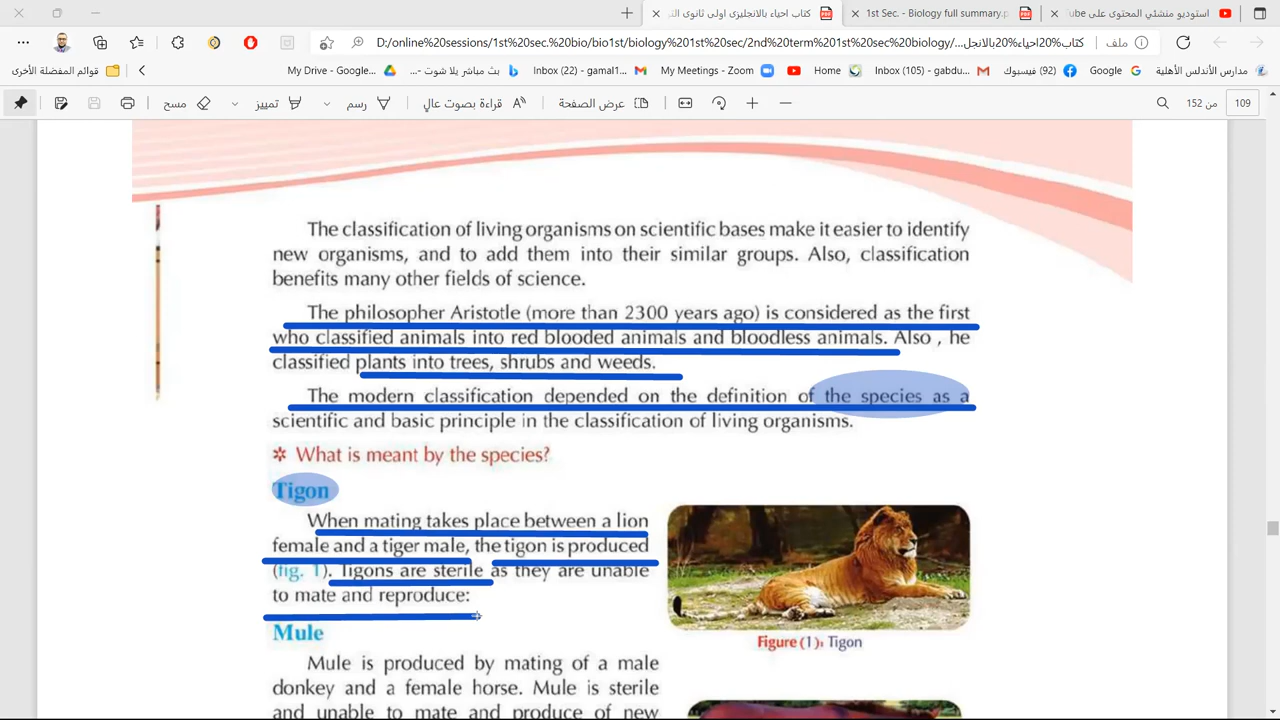 استوديو منشئي المحتوى على Tube
1st Sec. - Biology full summary.p
كتاب احياء بالانجليزى اولى ثانوى التر
D:/online%20sessions/1st%20sec.%20bio/bio1st/biology%201st%20sec/2nd%20term%201st%20sec%20biology/...كتاب%20احياء%20بالانجل
ملف
قوائم المفضلة الأخرى
My Drive - Google...
بث مباشر يلا شوت -...
Inbox (22) - gamal1...
My Meetings - Zoom
Home
Inbox (105) - gabdu...
(92) فيسبوك
Google
مدارس الأندلس الأهلية
مسح
تمييز
رسم
قراءة بصوت عالٍ
عرض الصفحة
من 152
109
The classification of living organisms on scientific bases make it easier to identify
new organisms, and to add them into their similar groups. Also, classification
benefits many other fields of science.
The philosopher Aristotle (more than 2300 years ago) is considered as the first
who classified animals into red blooded animals and bloodless animals. Also , he
classified plants into trees, shrubs and weeds.
The modern classification depended on the definition of the species as a
scientific and basic principle in the classification of living organisms.
✲ What is meant by the species?
Tigon
When mating takes place between a lion
female and a tiger male, the tigon is produced
(fig. 1). Tigons are sterile as they are unable
to mate and reproduce:
Figure (1): Tigon
Mule
Mule is produced by mating of a male
donkey and a female horse. Mule is sterile
and unable to mate and produce of new